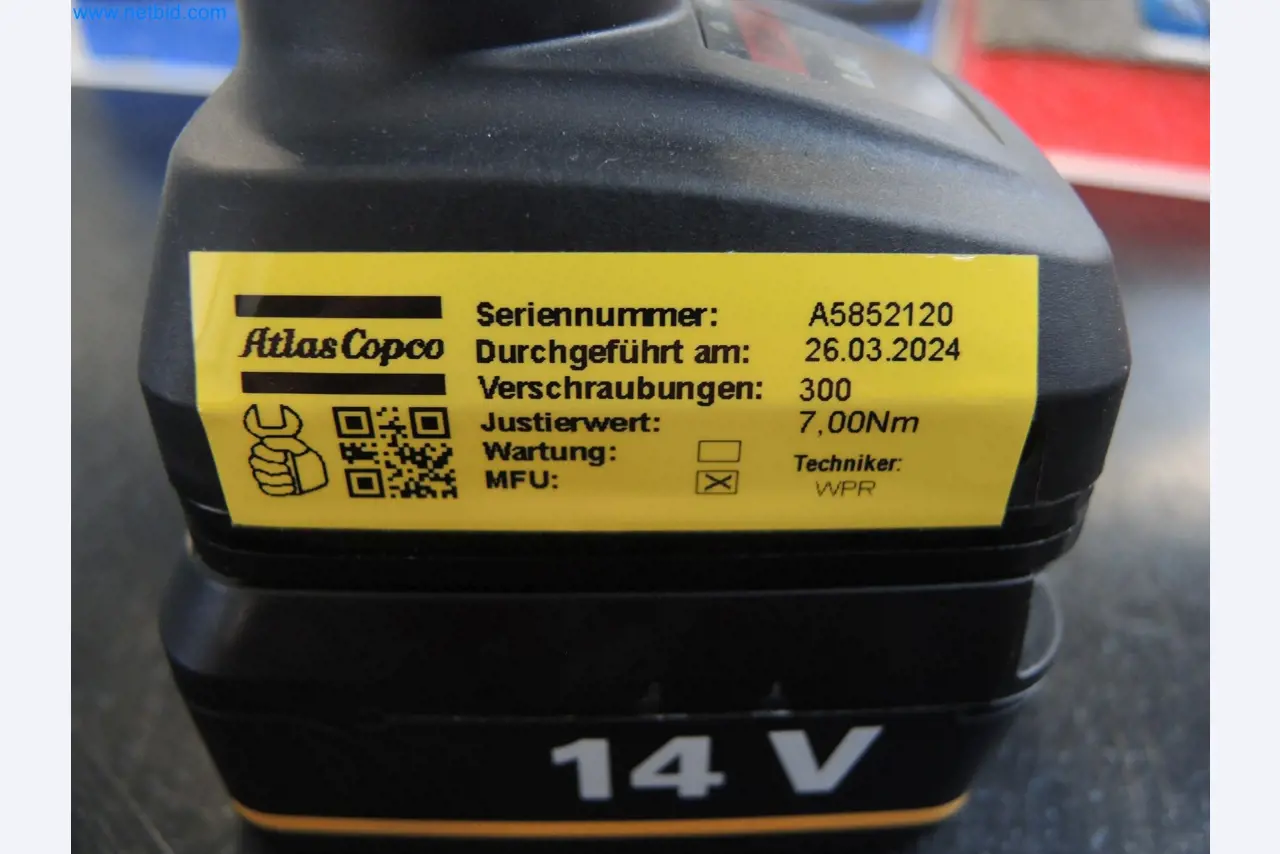 www.netbid.com
Atlas Copco
Seriennummer: A5852120
Durchgeführt am: 26.03.2024
Verschraubungen: 300
Justierwert: 7,00Nm
Wartung:
MFU:
Techniker:
WPR
14 V